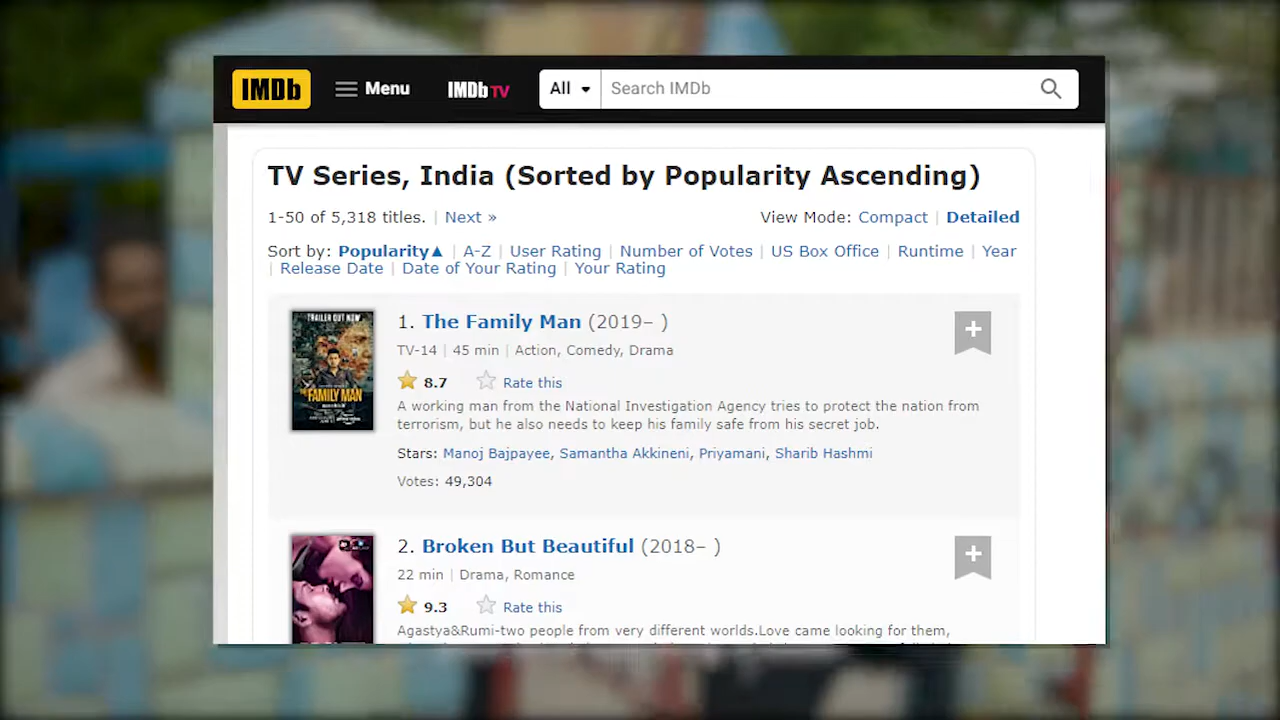 IMDb Menu IMDbTV All Search IMDb
TV Series, India (Sorted by Popularity Ascending)
1-50 of 5,318 titles. | Next » View Mode: Compact | Detailed
Sort by: Popularity▲ | A-Z | User Rating | Number of Votes | US Box Office | Runtime | Year
| Release Date | Date of Your Rating | Your Rating
TRAILER OUT NOW
THE FAMILY MAN
1. The Family Man (2019– )
TV-14 | 45 min | Action, Comedy, Drama
8.7 Rate this
A working man from the National Investigation Agency tries to protect the nation from
terrorism, but he also needs to keep his family safe from his secret job.
Stars: Manoj Bajpayee, Samantha Akkineni, Priyamani, Sharib Hashmi
Votes: 49,304
2. Broken But Beautiful (2018– )
22 min | Drama, Romance
9.3 Rate this
Agastya&Rumi-two people from very different worlds.Love came looking for them,